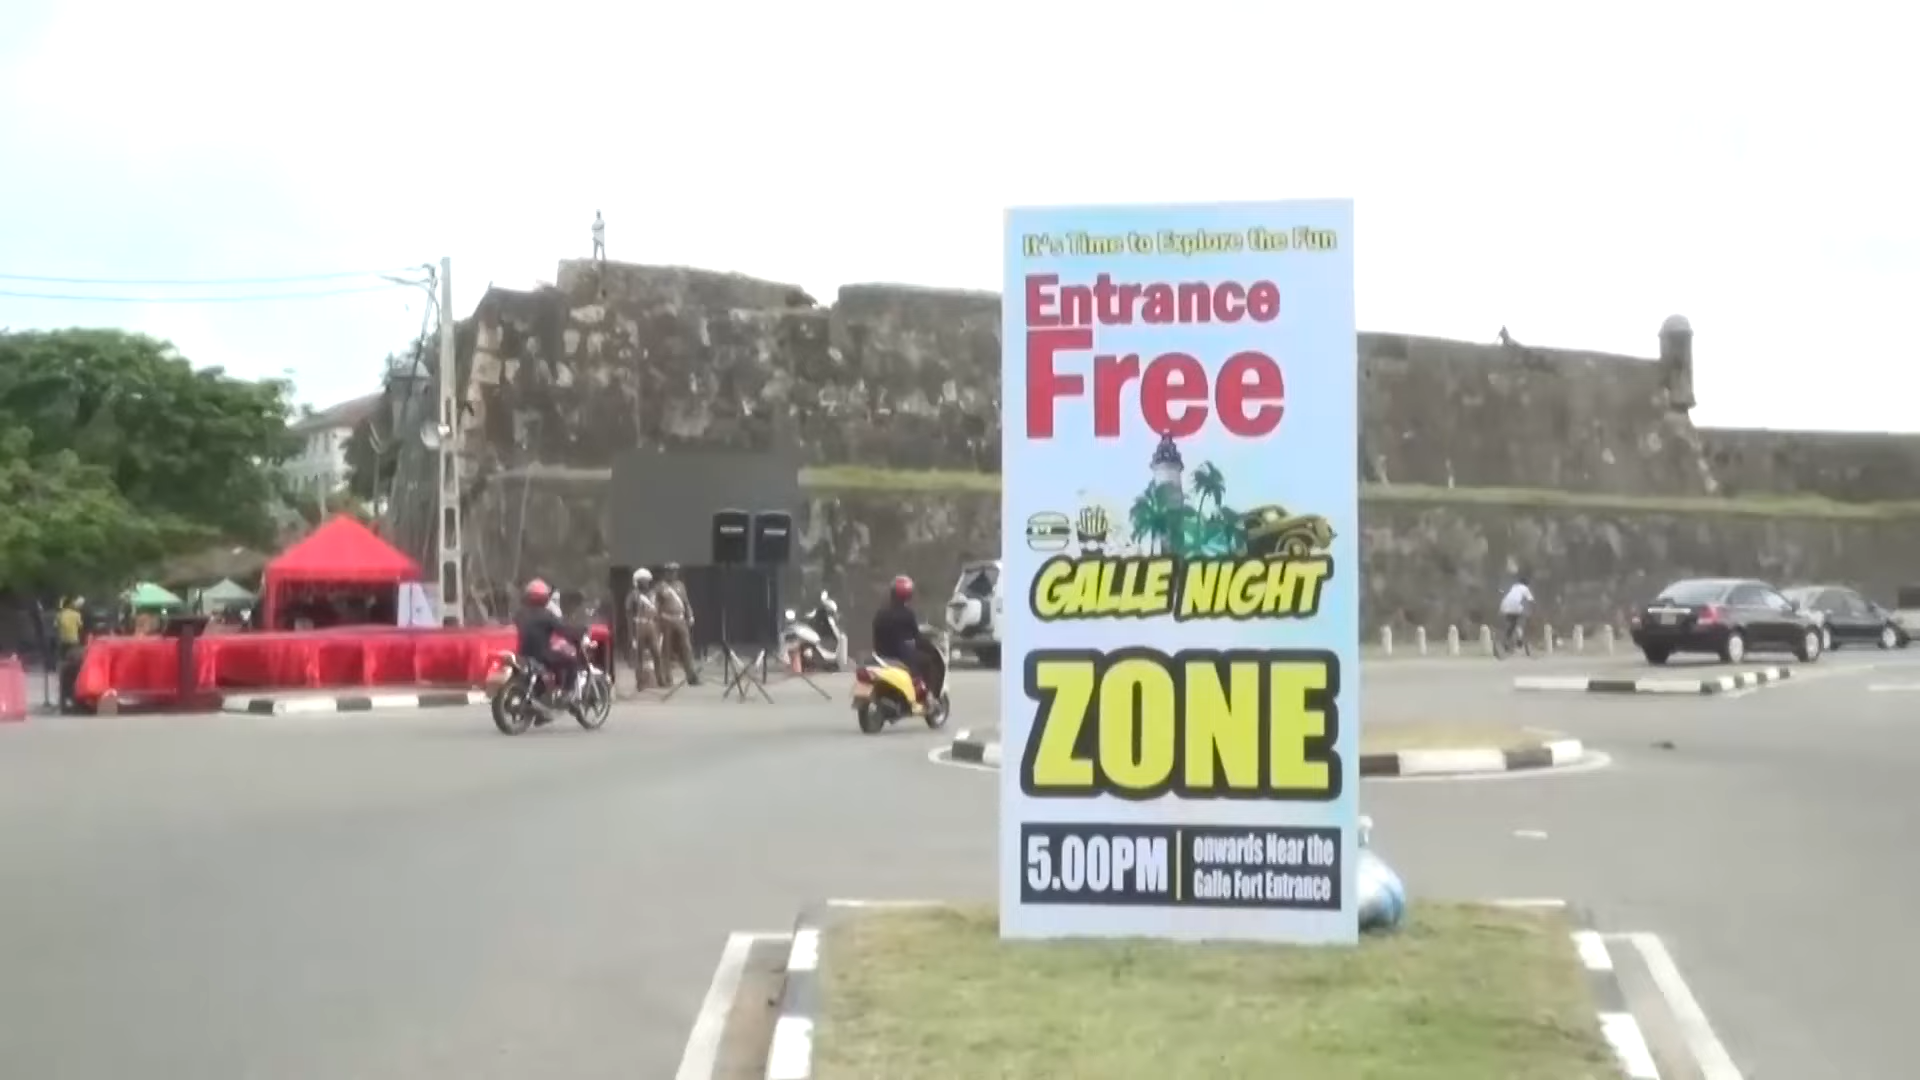 It's Time to Explore the Fun
Entrance
Free
GALLE NIGHT
ZONE
5.00PM
onwards Near the
Galle Fort Entrance